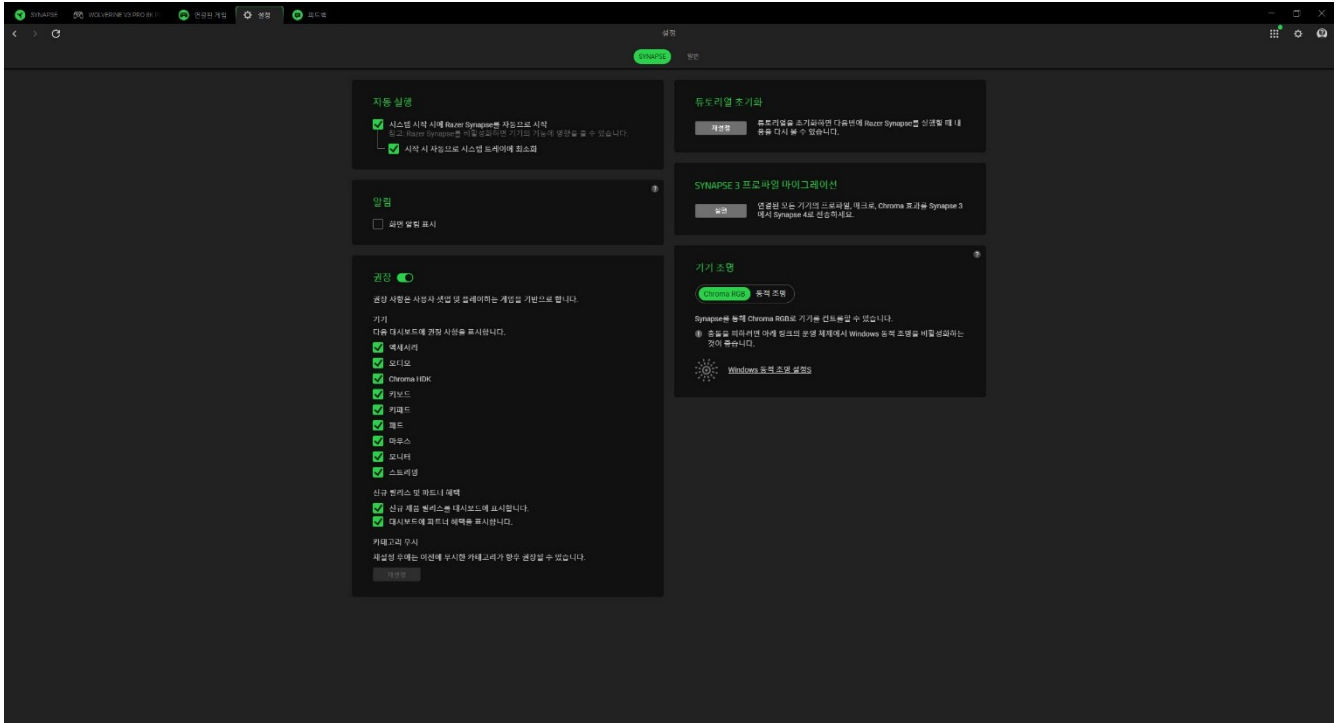 SYNAPSE
WOLVERINE V3 PRO 8K
연결된 게임
설정
피드백
설정
SYNAPSE
일반
자동 실행
시스템 시작 시에 Razer Synapse를 자동으로 시작
참고: Razer Synapse를 비활성화하면 기기의 기능에 영향을 줄 수 있습니다.
시작 시 자동으로 시스템 트레이에 최소화
알림
화면 알림 표시
권장
권장 사항은 사용자 셋업 및 플레이하는 게임을 기반으로 합니다.
기기
다음 대시보드에 권장 사항을 표시합니다.
액세사리
오디오
Chroma HDK
키보드
키패드
패드
마우스
모니터
스트리밍
신규 릴리스 및 파트너 혜택
신규 제품 릴리스를 대시보드에 표시합니다.
대시보드에 파트너 혜택을 표시합니다.
카테고리 무시
재설정 후에는 이전에 무시한 카테고리가 향후 권장될 수 있습니다.
재설정
튜토리얼 초기화
재설정
튜토리얼을 초기화하면 다음번에 Razer Synapse를 실행할 때 내
용을 다시 볼 수 있습니다.
SYNAPSE 3 프로파일 마이그레이션
실행
연결된 모든 기기의 프로파일, 매크로, Chroma 효과를 Synapse 3
에서 Synapse 4로 전송하세요.
기기 조명
Chroma RGB
동적 조명
Synapse를 통해 Chroma RGB로 기기를 컨트롤할 수 있습니다.
충돌을 피하려면 아래 링크의 운영 체제에서 Windows 동적 조명을 비활성화하는
것이 좋습니다.
Windows 동적 조명 설정S